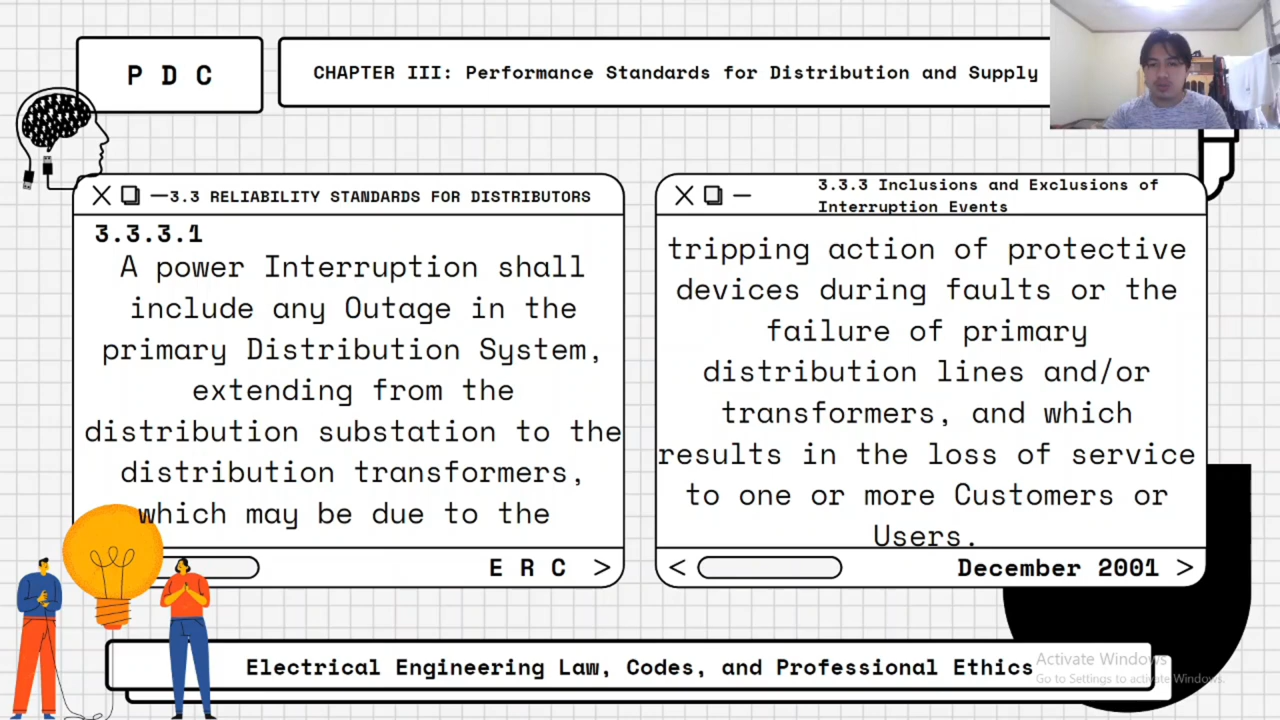 P D C
CHAPTER III: Performance Standards for Distribution and Supply
3.3 RELIABILITY STANDARDS FOR DISTRIBUTORS
3.3.3.1
A power Interruption shall
include any Outage in the
primary Distribution System,
extending from the
distribution substation to the
distribution transformers,
which may be due to the
E R C >
3.3.3 Inclusions and Exclusions of
Interruption Events
tripping action of protective
devices during faults or the
failure of primary
distribution lines and/or
transformers, and which
results in the loss of service
to one or more Customers or
Users.
< December 2001 >
Electrical Engineering Law, Codes, and Professional Ethics
Activate Windows
Go to Settings to activate Windows.